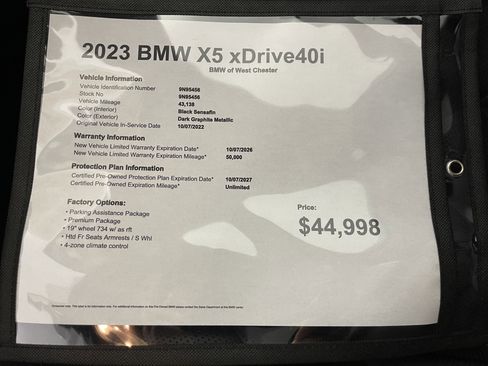 2023 BMW X5 xDrive40i
BMW of West Chester
Vehicle Information
Vehicle Identification Number 9N95456
Stock No 9N95456
Vehicle Mileage 43,138
Color (Interior) Black Sensafin
Color (Exterior) Dark Graphite Metallic
Original Vehicle In-Service Date 10/07/2022
Warranty Information
New Vehicle Limited Warranty Expiration Date* 10/07/2026
New Vehicle Limited Warranty Expiration Mileage* 50,000
Protection Plan Information
Certified Pre-Owned Protection Plan Expiration Date* 10/07/2027
Certified Pre-Owned Expiration Mileage* Unlimited
Factory Options:
• Parking Assistance Package
• Premium Package
• 19" wheel 734 w/ as rft
• Htd Fr Seats Armrests / S Whl
• 4-zone climate control
Price:
$44,998